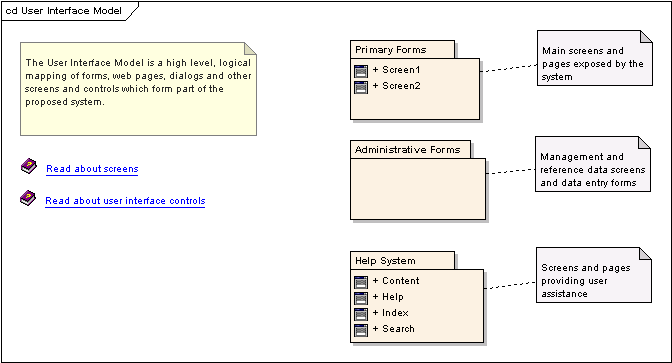 cd User Interface Model
The User Interface Model is a high level, logical
mapping of forms, web pages, dialogs and other
screens and controls which form part of the
proposed system.
Read about screens
Read about user interface controls
Primary Forms
+ Screen1
+ Screen2
Main screens and
pages exposed by the
system
Administrative Forms
Management and
reference data screens
and data entry forms
Help System
+ Content
+ Help
+ Index
+ Search
Screens and pages
providing user
assistance